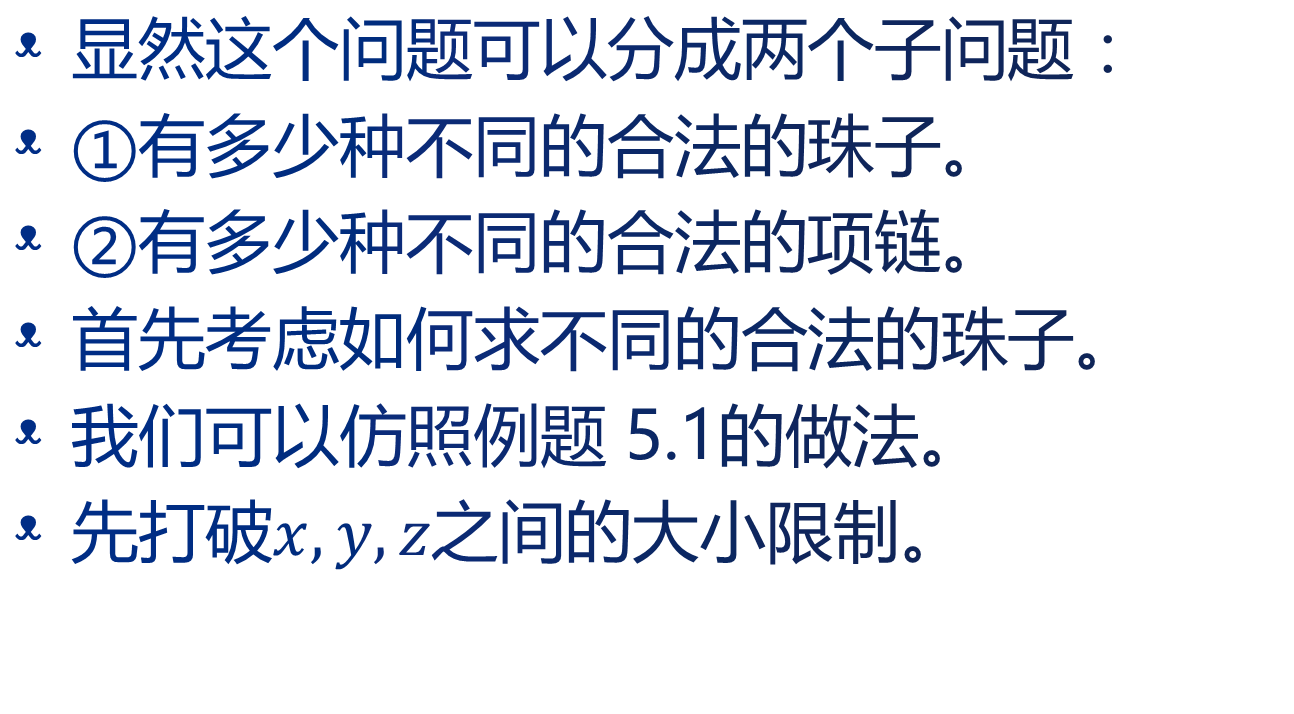 显然这个问题可以分成两个子问题：
①有多少种不同的合法的珠子。
②有多少种不同的合法的项链。
首先考虑如何求不同的合法的珠子。
我们可以仿照例题 5.1的做法。
先打破x, y, z之间的大小限制。